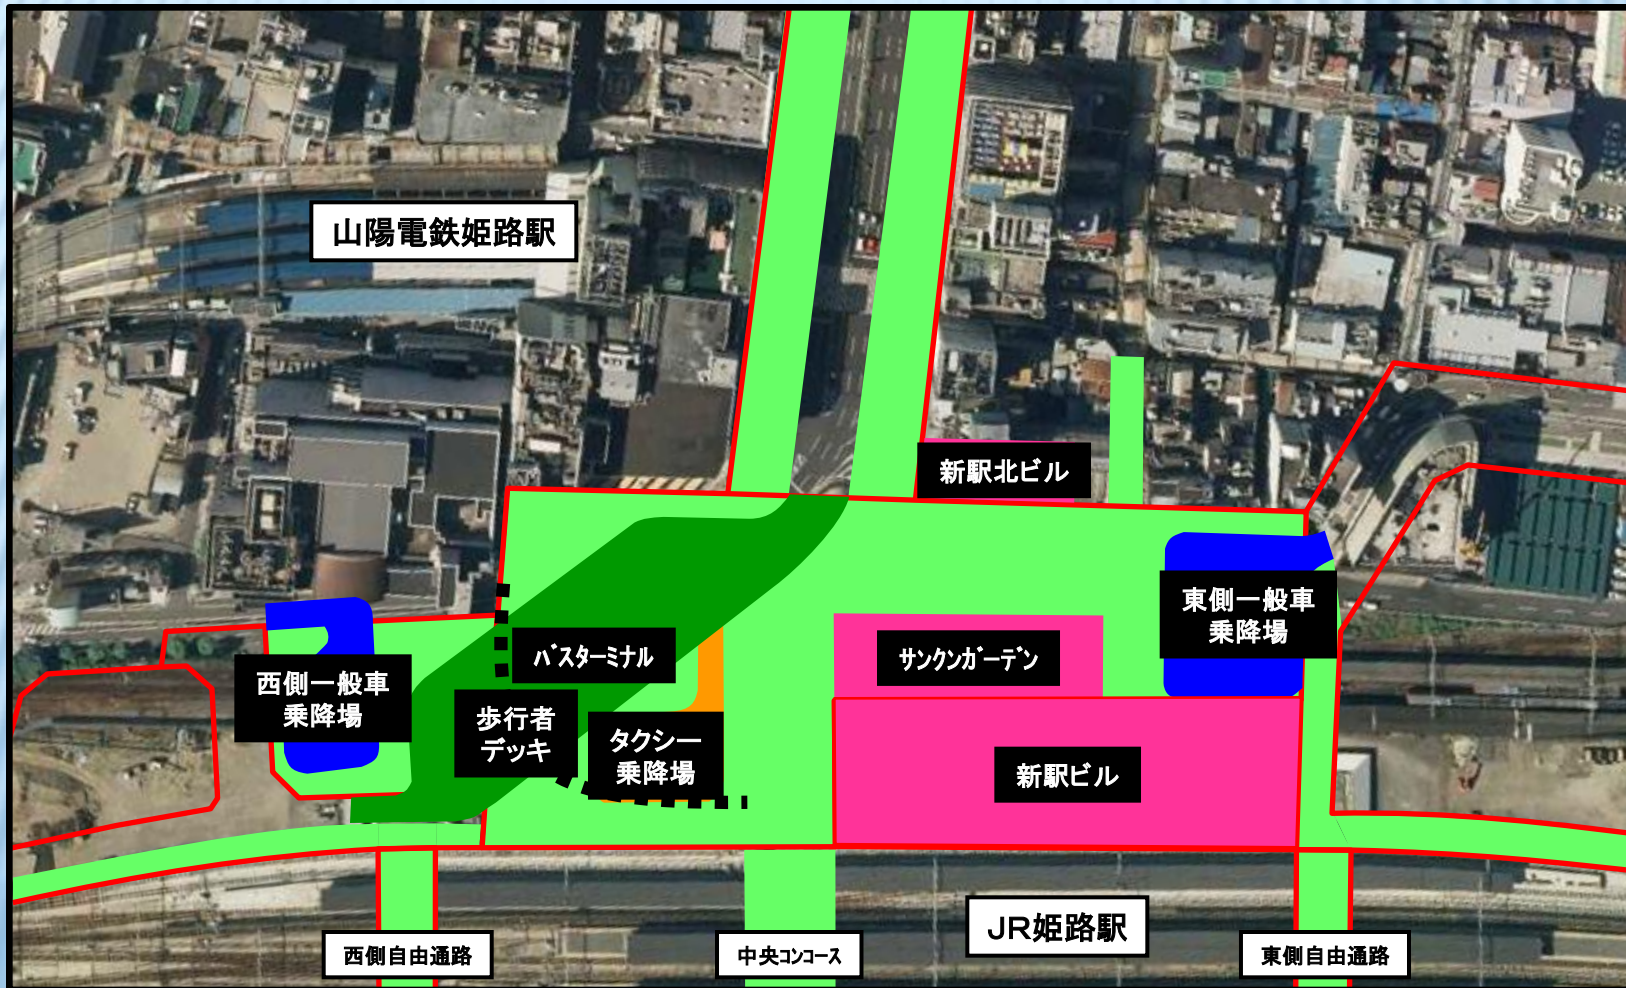 山陽電鉄姫路駅
新駅北ビル
東側一般車
乗降場
バスターミナル
サンクンガーデン
西側一般車
乗降場
歩行者
デッキ
タクシー
乗降場
新駅ビル
JR姫路駅
西側自由通路
中央コンコース
東側自由通路